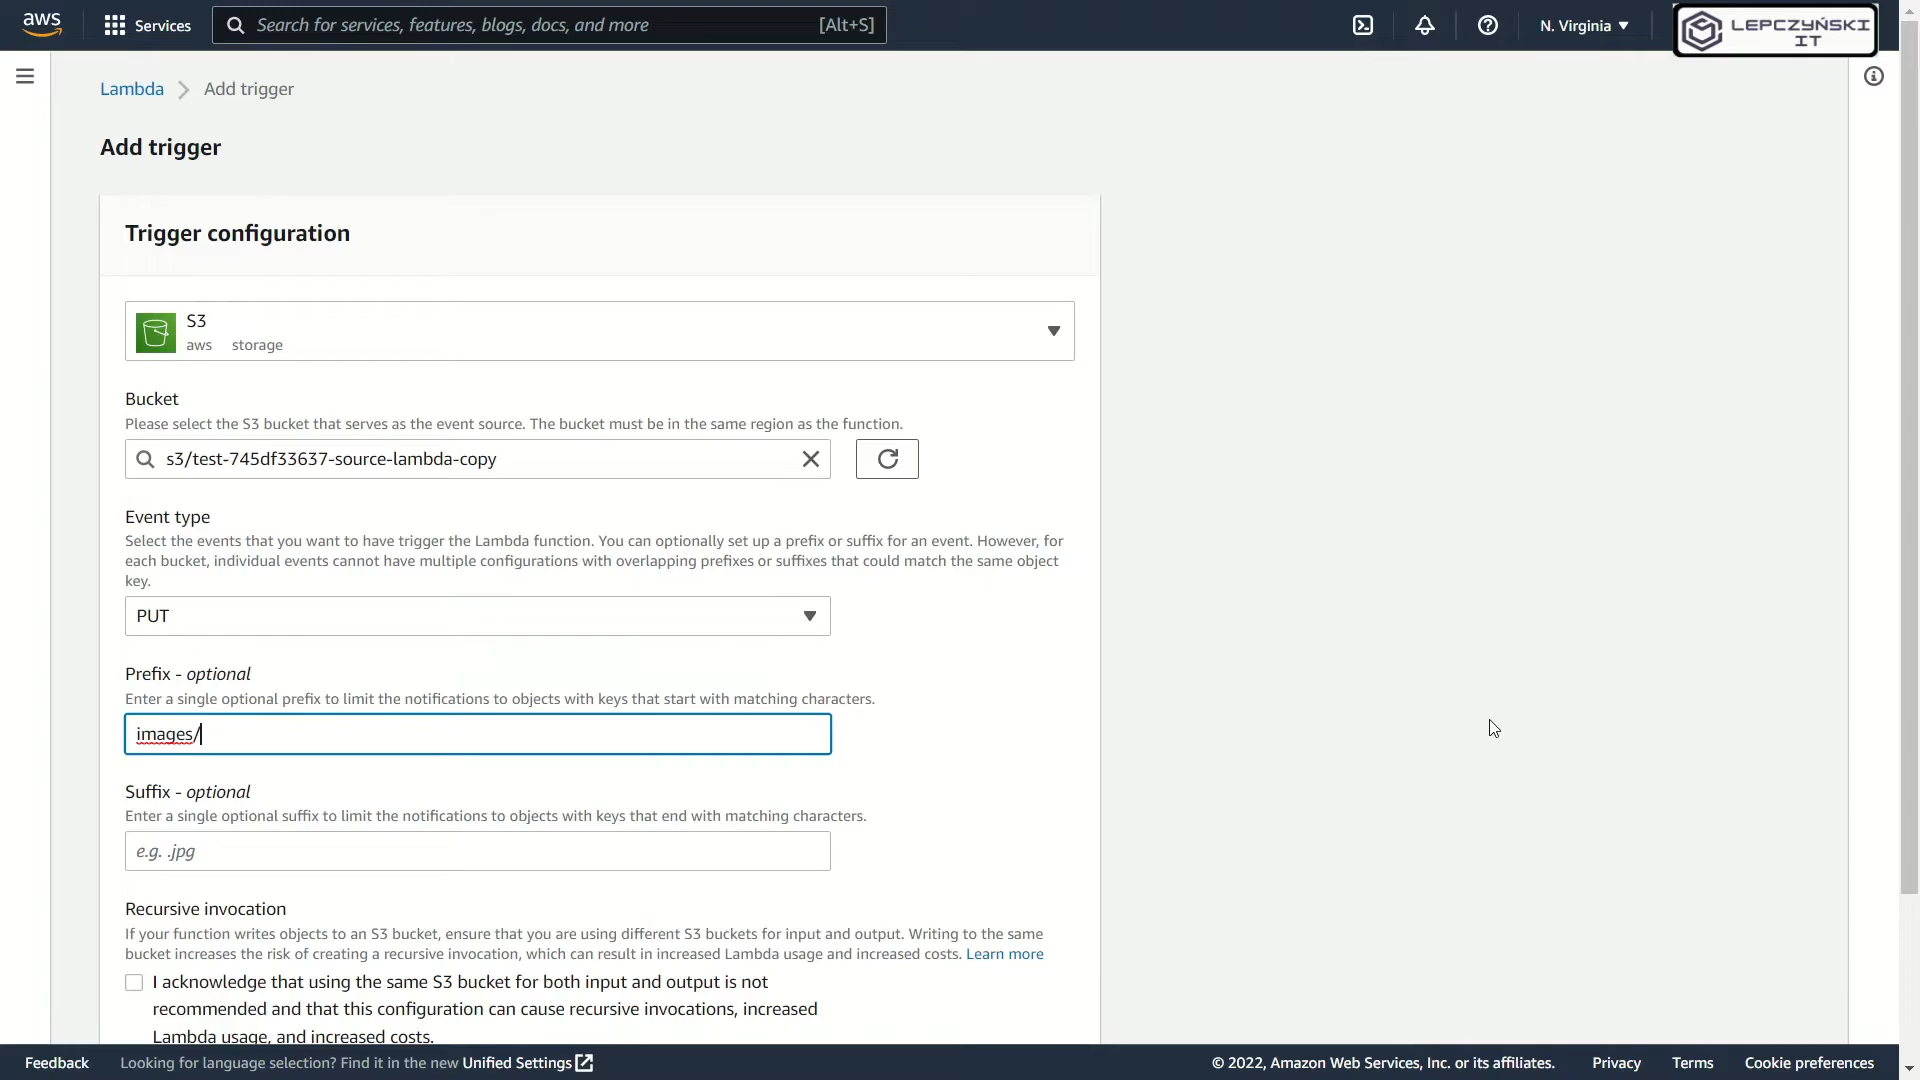 aws
Services
Search for services, features, blogs, docs, and more
[Alt+S]
N. Virginia
LEPCZYŃSKI
IT
Lambda
Add trigger
Add trigger
Trigger configuration
S3
aws storage
Bucket
Please select the S3 bucket that serves as the event source. The bucket must be in the same region as the function.
s3/test-745df33637-source-lambda-copy
Event type
Select the events that you want to have trigger the Lambda function. You can optionally set up a prefix or suffix for an event. However, for
each bucket, individual events cannot have multiple configurations with overlapping prefixes or suffixes that could match the same object
key.
PUT
Prefix - optional
Enter a single optional prefix to limit the notifications to objects with keys that start with matching characters.
images/
Suffix - optional
Enter a single optional suffix to limit the notifications to objects with keys that end with matching characters.
e.g. .jpg
Recursive invocation
If your function writes objects to an S3 bucket, ensure that you are using different S3 buckets for input and output. Writing to the same
bucket increases the risk of creating a recursive invocation, which can result in increased Lambda usage and increased costs. Learn more
I acknowledge that using the same S3 bucket for both input and output is not
recommended and that this configuration can cause recursive invocations, increased
Lambda usage, and increased costs.
Feedback
Looking for language selection? Find it in the new Unified Settings
© 2022, Amazon Web Services, Inc. or its affiliates.
Privacy
Terms
Cookie preferences